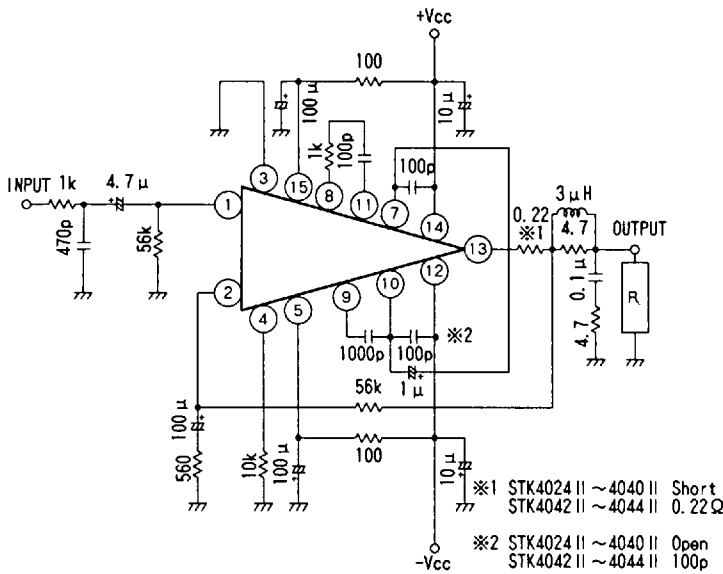 +Vcc
100
100μ
10μ
1k
100p
100p
3μH
INPUT
1k
4.7μ
470p
56k
1
2
3
15
8
11
7
14
13
12
10
9
5
4
0.22
※1
4.7
OUTPUT
0.1μ
4.7
R
1000p
100p
※2
1μ
56k
100μ
560
10k
100μ
100
10μ
-Vcc
※1 STK4024Ⅱ～4040Ⅱ Short
STK4042Ⅱ～4044Ⅱ 0.22Ω
※2 STK4024Ⅱ～4040Ⅱ Open
STK4042Ⅱ～4044Ⅱ 100p
+
+
+
+
+
+
+